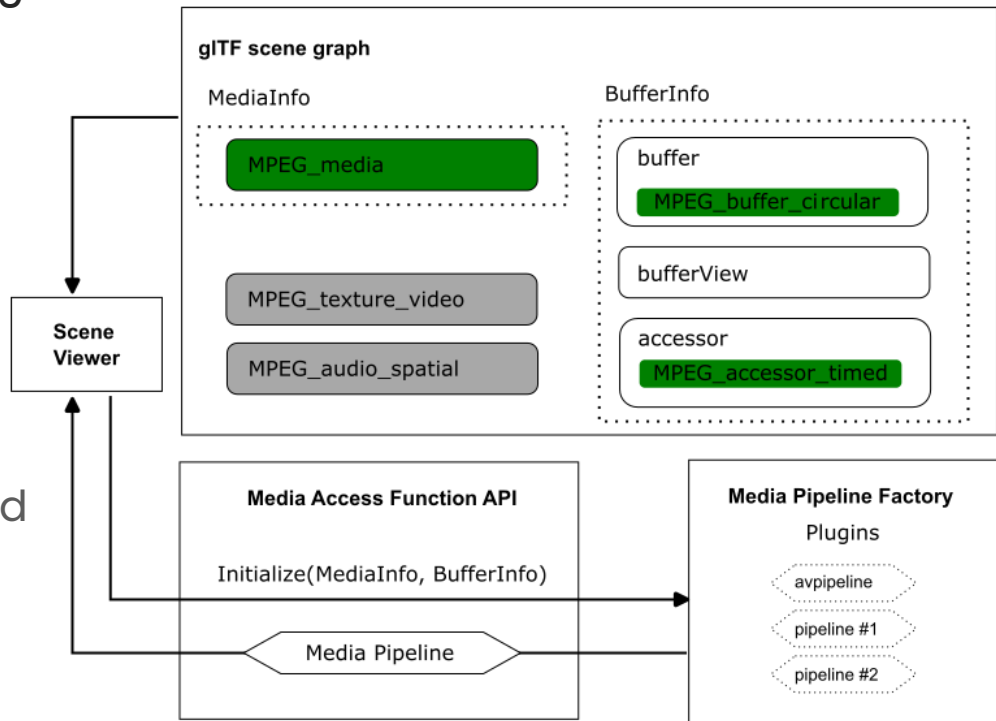 glTF scene graph
MediaInfo
BufferInfo
MPEG_media
buffer
MPEG_buffer_circular
bufferView
MPEG_texture_video
accessor
MPEG_audio_spatial
MPEG_accessor_timed
Scene
Viewer
d
Media Access Function API
Media Pipeline Factory
Plugins
Initialize(MediaInfo, BufferInfo)
avpipeline
pipeline #1
Media Pipeline
pipeline #2